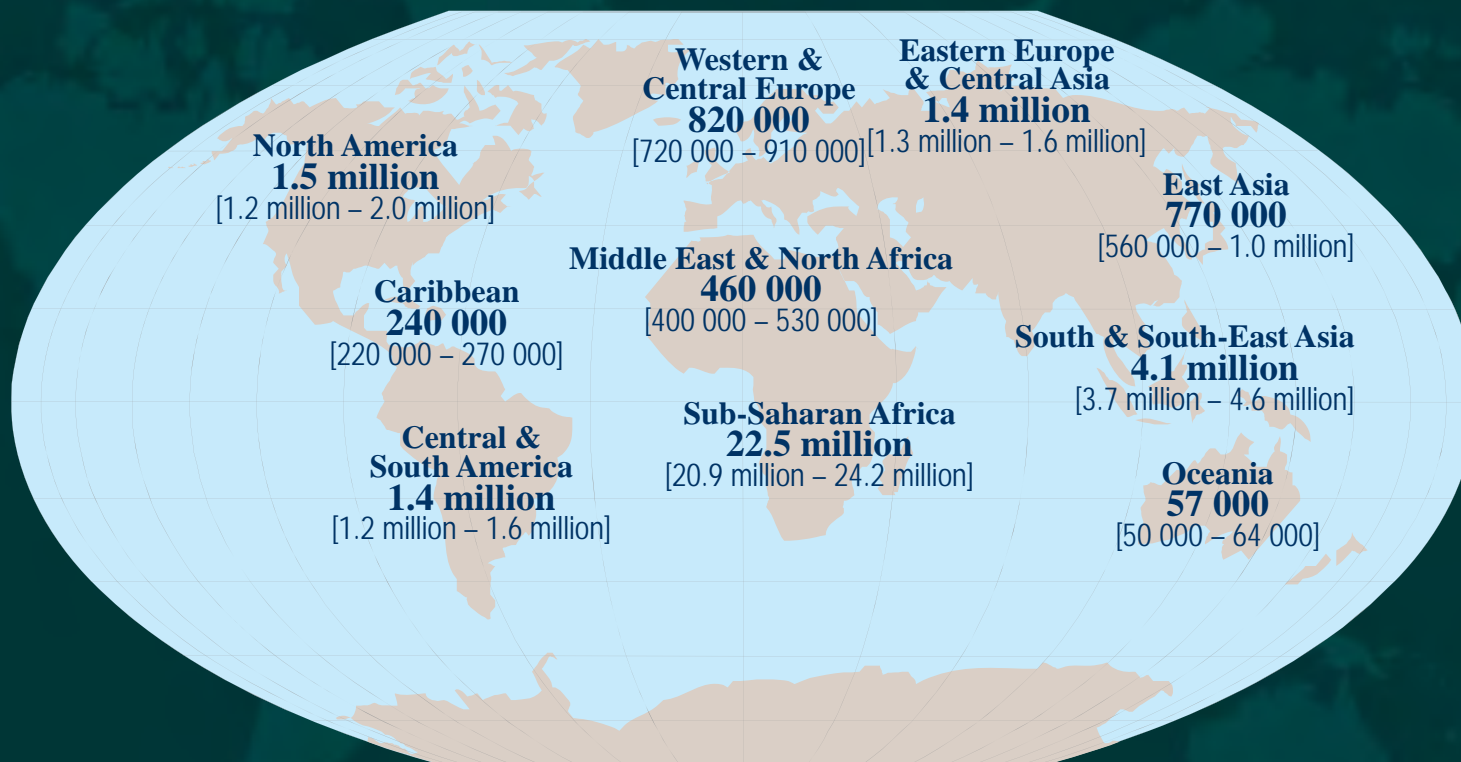 Western &
Central Europe
820 000
[720 000 – 910 000]
Eastern Europe
& Central Asia
1.4 million
[1.3 million – 1.6 million]
North America
1.5 million
[1.2 million – 2.0 million]
East Asia
770 000
[560 000 – 1.0 million]
Middle East & North Africa
460 000
[400 000 – 530 000]
Caribbean
240 000
[220 000 – 270 000]
South & South-East Asia
4.1 million
[3.7 million – 4.6 million]
Sub-Saharan Africa
22.5 million
[20.9 million – 24.2 million]
Central &
South America
1.4 million
[1.2 million – 1.6 million]
Oceania
57 000
[50 000 – 64 000]